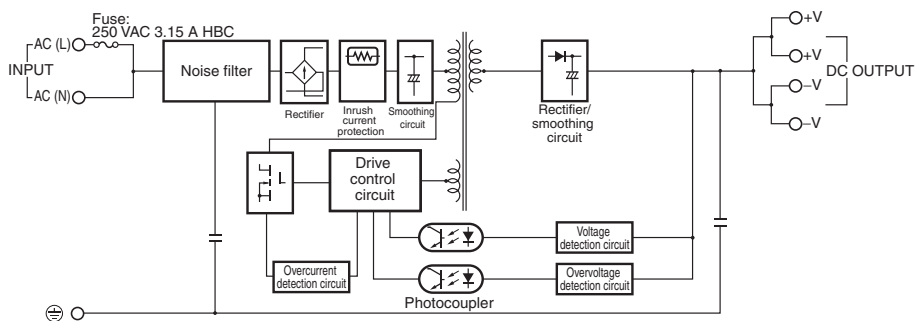 Fuse:
250 VAC 3.15 A HBC
AC (L)
INPUT
AC (N)
Noise filter
Rectifier
Inrush
current
protection
Smoothing
circuit
Rectifier/
smoothing
circuit
+V
+V
DC OUTPUT
−V
−V
Drive
control
circuit
Voltage
detection circuit
Overcurrent
detection circuit
Overvoltage
detection circuit
Photocoupler